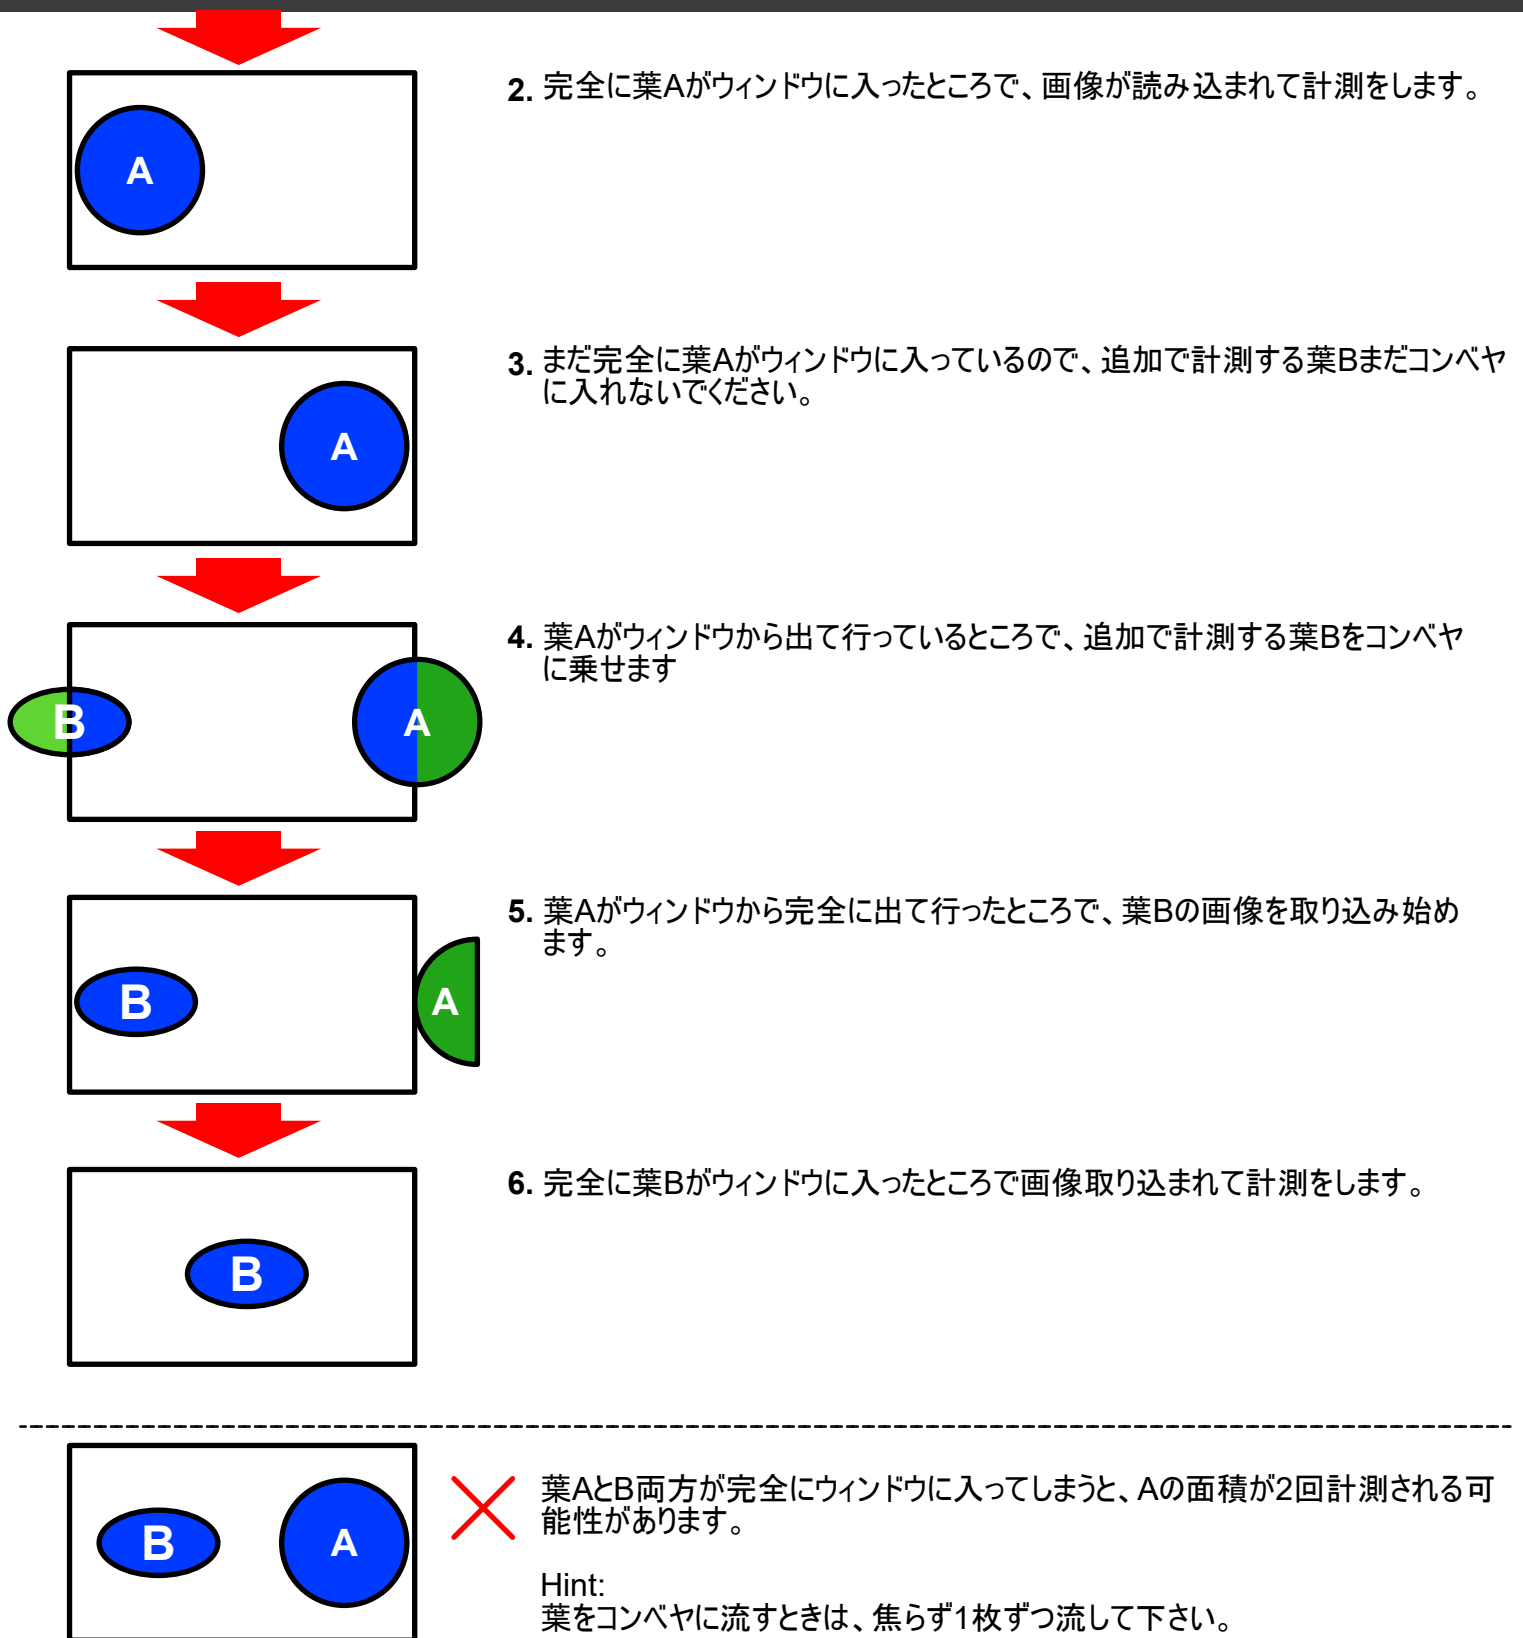 2. 完全に葉Aがウィンドウに入ったところで、画像が読み込まれて計測をします。
A
3. まだ完全に葉Aがウィンドウに入っているので、追加で計測する葉Bまだコンベヤ
に入れないでください。
A
4. 葉Aがウィンドウから出て行っているところで、追加で計測する葉Bをコンベヤ
に乗せます
B
A
5. 葉Aがウィンドウから完全に出て行ったところで、葉Bの画像を取り込み始め
ます。
B
A
6. 完全に葉Bがウィンドウに入ったところで画像取り込まれて計測をします。
B
葉AとB両方が完全にウィンドウに入ってしまうと、Aの面積が2回計測される可
能性があります。
B
A
Hint:
葉をコンベヤに流すときは、焦らず1枚ずつ流して下さい。